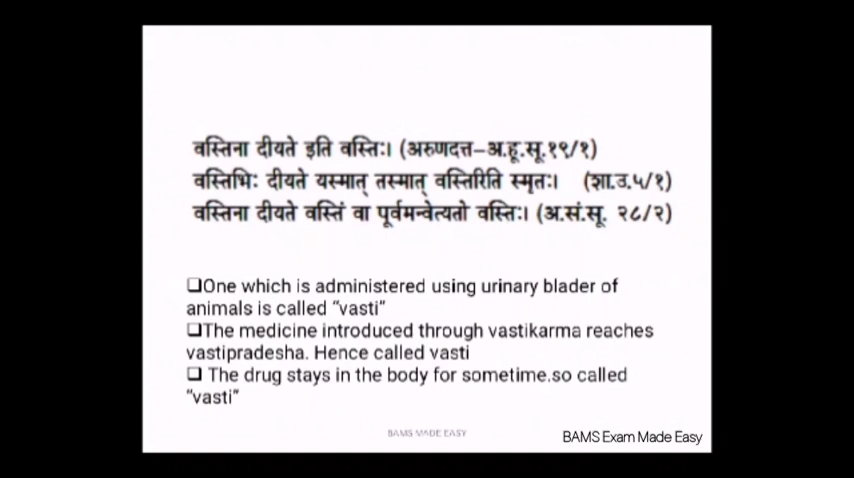 वस्तिना दीयते इति वस्तिः। (अरुणदत्त–अ.हृ.सू.१९/१)
वस्तिभिः दीयते यस्मात् तस्मात् वस्तिरिति स्मृतः। (शा.उ.५/१)
वस्तिना दीयते वस्तिं वा पूर्वमन्वेत्यतो वस्तिः। (अ.सं.सू. २८/२)
❑One which is administered using urinary blader of
animals is called “vasti”
❑The medicine introduced through vastikarma reaches
vastipradesha. Hence called vasti
❑ The drug stays in the body for sometime.so called
“vasti”
BAMS MADE EASY
BAMS Exam Made Easy